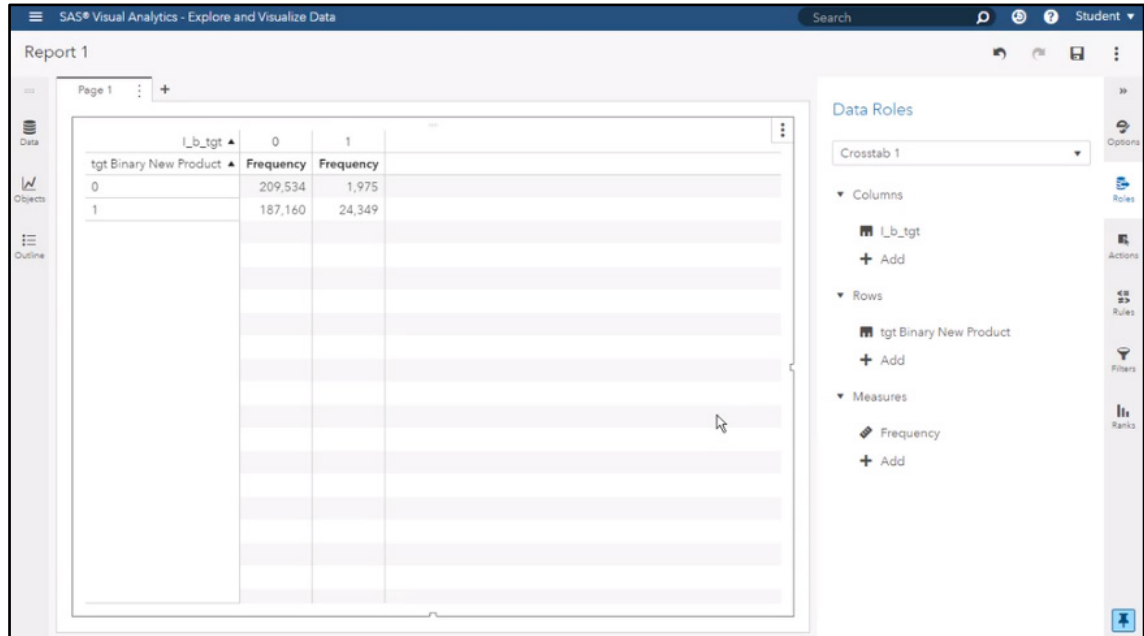 SAS® Visual Analytics - Explore and Visualize Data
Search
Student
Report 1
Page 1
Data
Objects
Outline
l_b_tgt 0 1
tgt Binary New Product Frequency Frequency
0 209,534 1,975
1 187,160 24,349
Data Roles
Crosstab 1
Columns
l_b_tgt
+ Add
Rows
tgt Binary New Product
+ Add
Measures
Frequency
+ Add
Options
Roles
Actions
Rules
Filters
Ranks